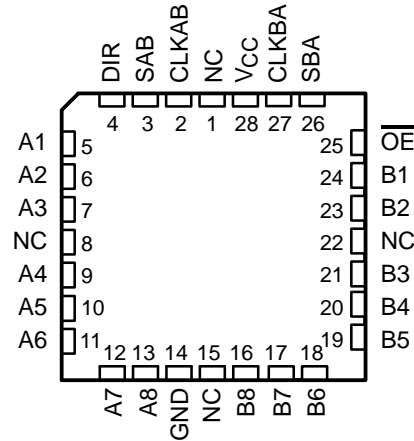 DIR
SAB
CLKAB
NC
VCC
CLKBA
SBA
4 3 2 1 28 27 26
A1 5 25 OE
A2 6 24 B1
A3 7 23 B2
NC 8 22 NC
A4 9 21 B3
A5 10 20 B4
A6 11 19 B5
12 13 14 15 16 17 18
A7
A8
GND
NC
B8
B7
B6